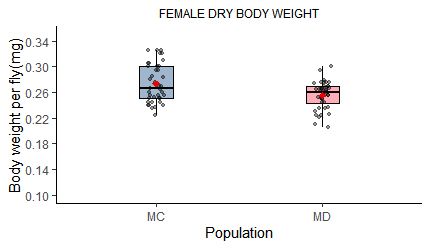 FEMALE DRY BODY WEIGHT
Body weight per fly(mg)
0.34
0.30
0.26
0.22
0.18
0.14
0.10
MC MD
Population